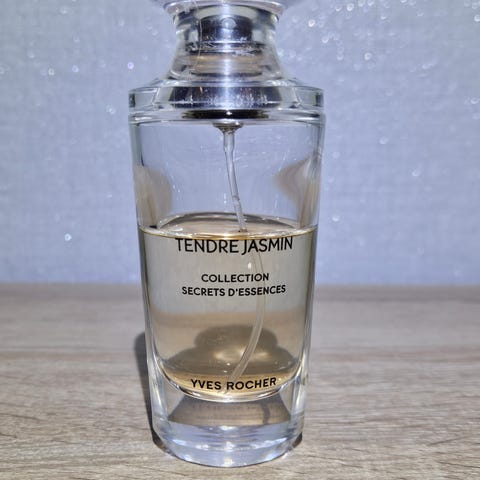 TENDRE JASMIN
COLLECTION
SECRETS D'ESSENCES
YVES ROCHER